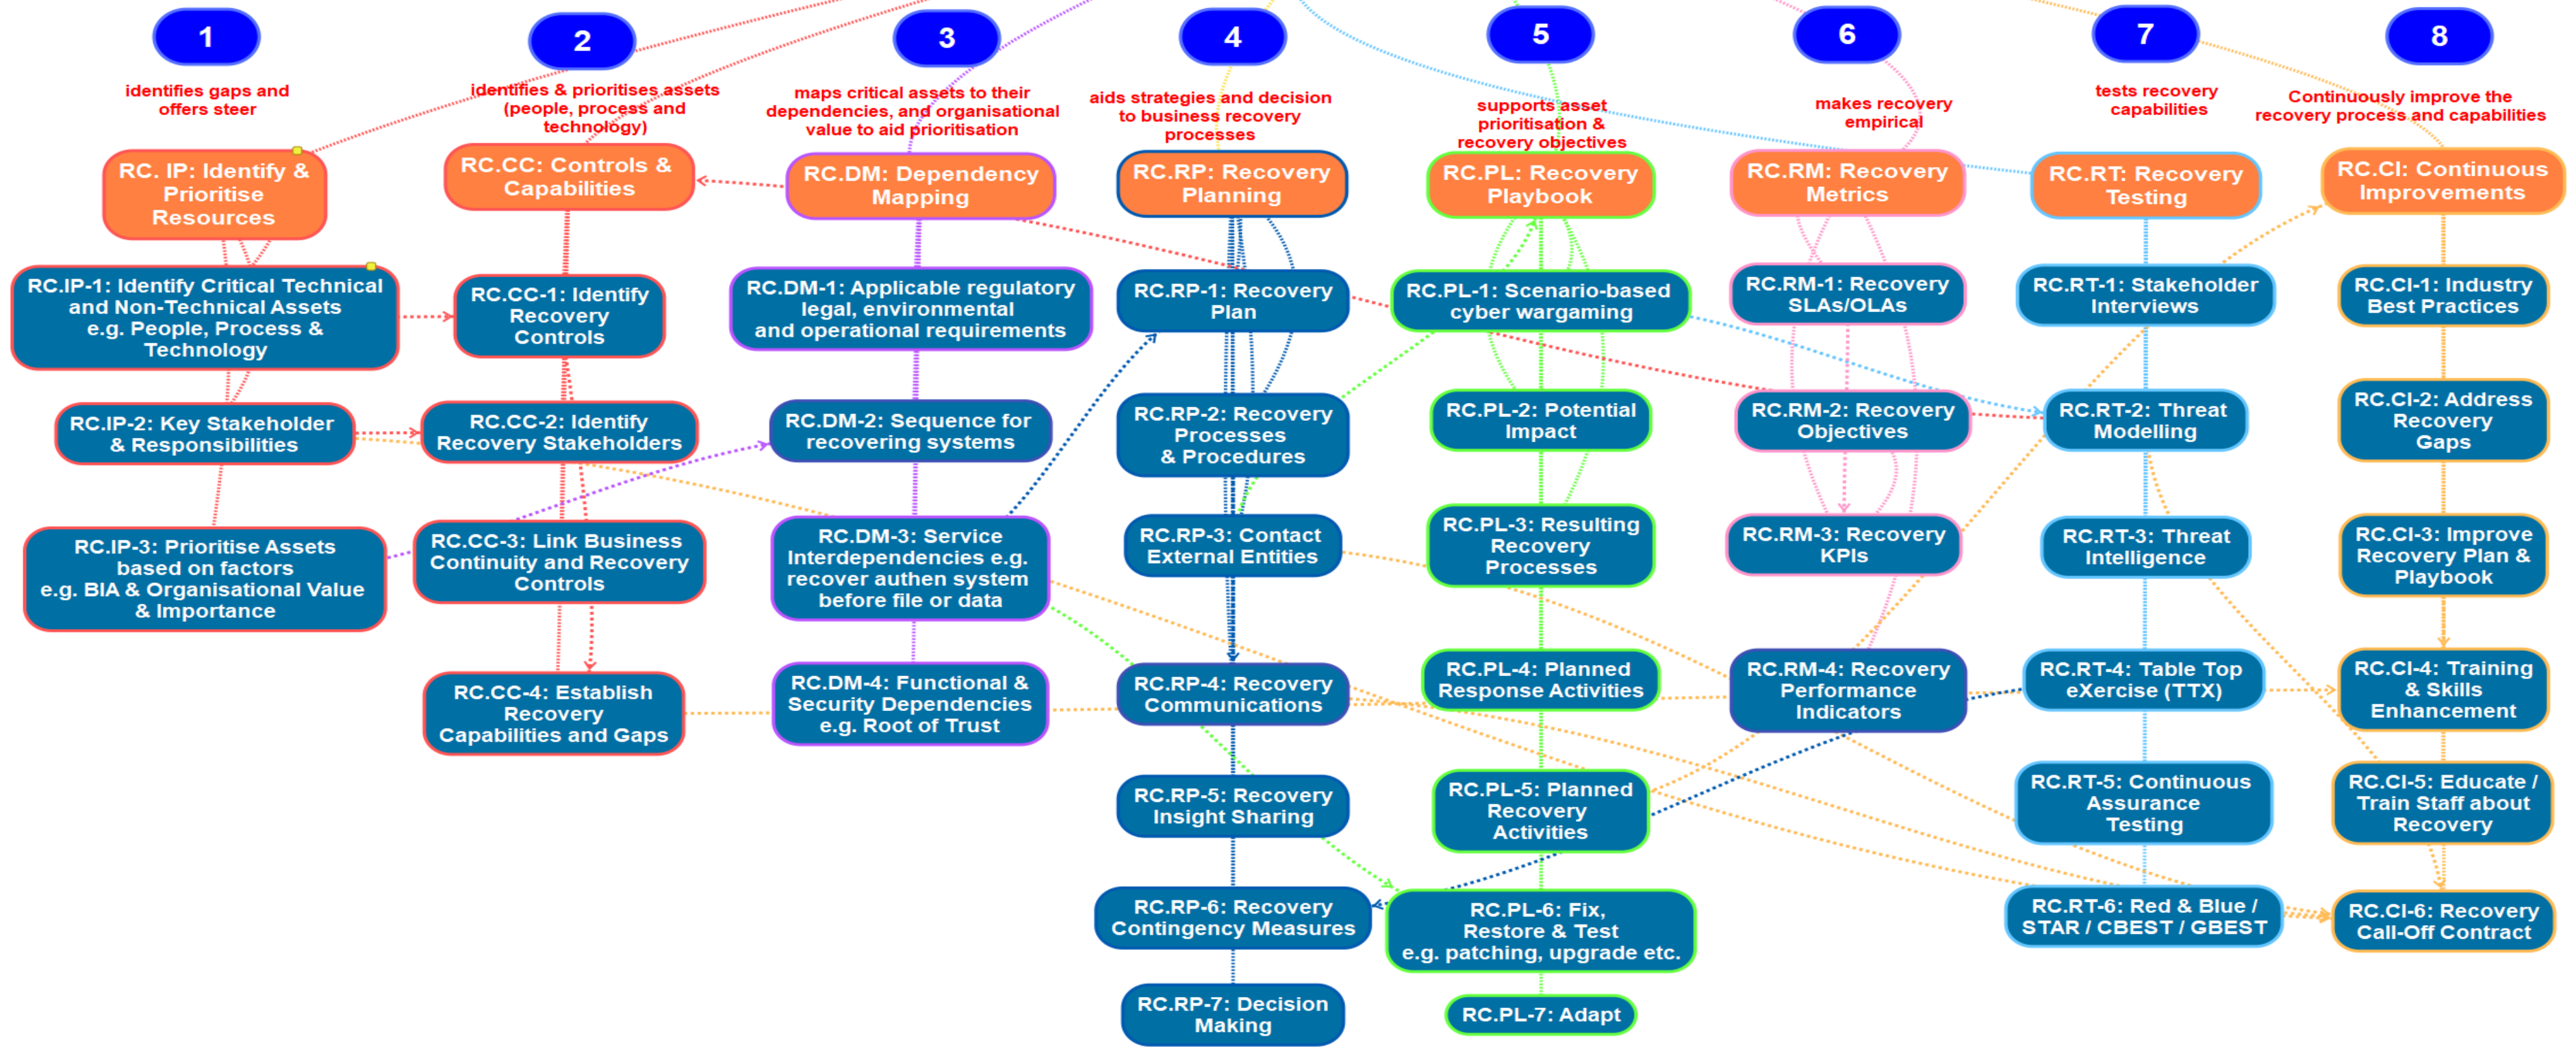 1
identifies gaps and
offers steer
RC. IP: Identify &
Prioritise
Resources
RC.IP-1: Identify Critical Technical
and Non-Technical Assets
e.g. People, Process &
Technology
RC.IP-2: Key Stakeholder
& Responsibilities
RC.IP-3: Prioritise Assets
based on factors
e.g. BIA & Organisational Value
& Importance
2
identifies & prioritises assets
(people, process and
technology)
RC.CC: Controls &
Capabilities
RC.CC-1: Identify
Recovery
Controls
RC.CC-2: Identify
Recovery Stakeholders
RC.CC-3: Link Business
Continuity and Recovery
Controls
RC.CC-4: Establish
Recovery
Capabilities and Gaps
3
maps critical assets to their
dependencies, and organisational
value to aid prioritisation
RC.DM: Dependency
Mapping
RC.DM-1: Applicable regulatory
legal, environmental
and operational requirements
RC.DM-2: Sequence for
recovering systems
RC.DM-3: Service
Interdependencies e.g.
recover authen system
before file or data
RC.DM-4: Functional &
Security Dependencies
e.g. Root of Trust
4
aids strategies and decision
to business recovery
processes
RC.RP: Recovery
Planning
RC.RP-1: Recovery
Plan
RC.RP-2: Recovery
Processes
& Procedures
RC.RP-3: Contact
External Entities
RC.RP-4: Recovery
Communications
RC.RP-5: Recovery
Insight Sharing
RC.RP-6: Recovery
Contingency Measures
RC.RP-7: Decision
Making
5
supports asset
prioritisation &
recovery objectives
RC.PL: Recovery
Playbook
RC.PL-1: Scenario-based
cyber wargaming
RC.PL-2: Potential
Impact
RC.PL-3: Resulting
Recovery
Processes
RC.PL-4: Planned
Response Activities
RC.PL-5: Planned
Recovery
Activities
RC.PL-6: Fix,
Restore & Test
e.g. patching, upgrade etc.
RC.PL-7: Adapt
6
makes recovery
empirical
RC.RM: Recovery
Metrics
RC.RM-1: Recovery
SLAs/OLAs
RC.RM-2: Recovery
Objectives
RC.RM-3: Recovery
KPIs
RC.RM-4: Recovery
Performance
Indicators
7
tests recovery
capabilities
RC.RT: Recovery
Testing
RC.RT-1: Stakeholder
Interviews
RC.RT-2: Threat
Modelling
RC.RT-3: Threat
Intelligence
RC.RT-4: Table Top
eXercise (TTX)
RC.RT-5: Continuous
Assurance
Testing
RC.RT-6: Red & Blue /
STAR / CBEST / GBEST
8
Continuously improve the
recovery process and capabilities
RC.CI: Continuous
Improvements
RC.CI-1: Industry
Best Practices
RC.CI-2: Address
Recovery
Gaps
RC.CI-3: Improve
Recovery Plan &
Playbook
RC.CI-4: Training
& Skills
Enhancement
RC.CI-5: Educate /
Train Staff about
Recovery
RC.CI-6: Recovery
Call-Off Contract